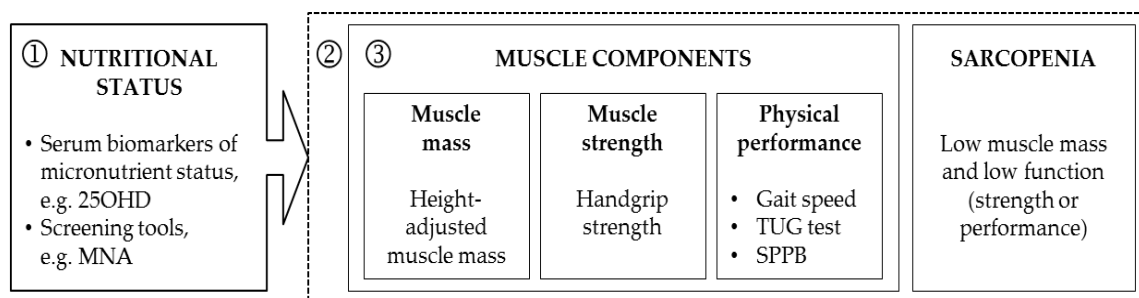 ① NUTRITIONAL
STATUS
• Serum biomarkers of
micronutrient status,
e.g. 25OHD
• Screening tools,
e.g. MNA
②
③ MUSCLE COMPONENTS
Muscle
mass
Height-
adjusted
muscle mass
Muscle
strength
Handgrip
strength
Physical
performance
• Gait speed
• TUG test
• SPPB
SARCOPENIA
Low muscle mass
and low function
(strength or
performance)